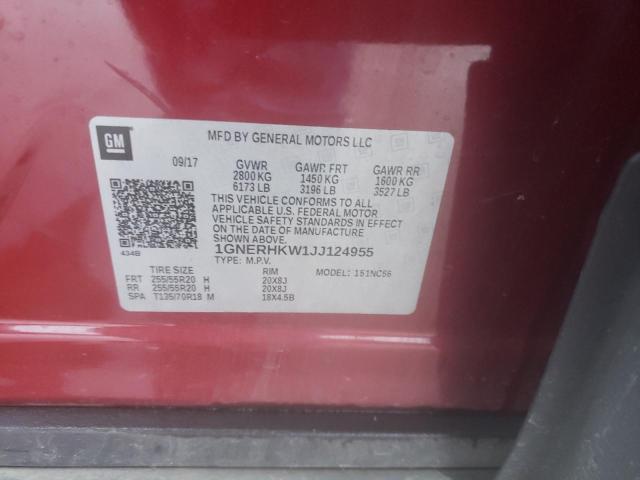 GM
MFD BY GENERAL MOTORS LLC
09/17 GVWR GAWR FRT GAWR RR
2800 KG 1450 KG 1600 KG
6173 LB 3196 LB 3527 LB
THIS VEHICLE CONFORMS TO ALL
APPLICABLE U.S. FEDERAL MOTOR
VEHICLE SAFETY STANDARDS IN EFFECT
ON THE DATE OF MANUFACTURE
SHOWN ABOVE.
1GNERHKW1JJ124955
434B TYPE: M.P.V.
TIRE SIZE RIM MODEL: 1S1NC56
FRT 255/55R20 H 20X8J
RR 255/55R20 H 20X8J
SPA T135/70R18 M 18X4.5B